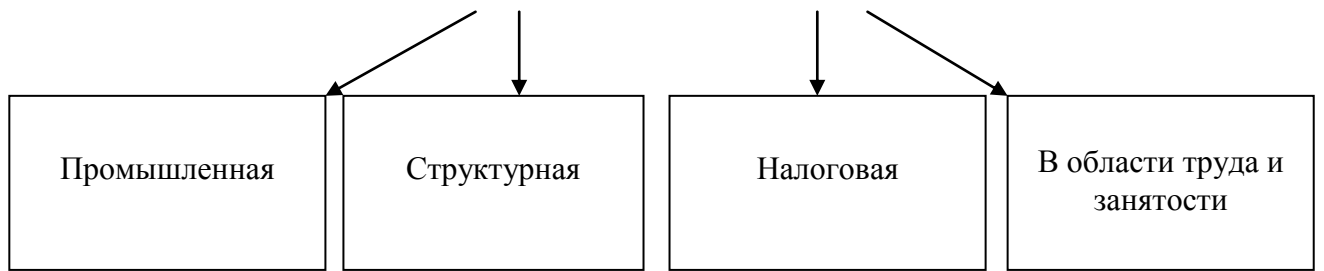 Промышленная
Структурная
Налоговая
В области труда и
занятости